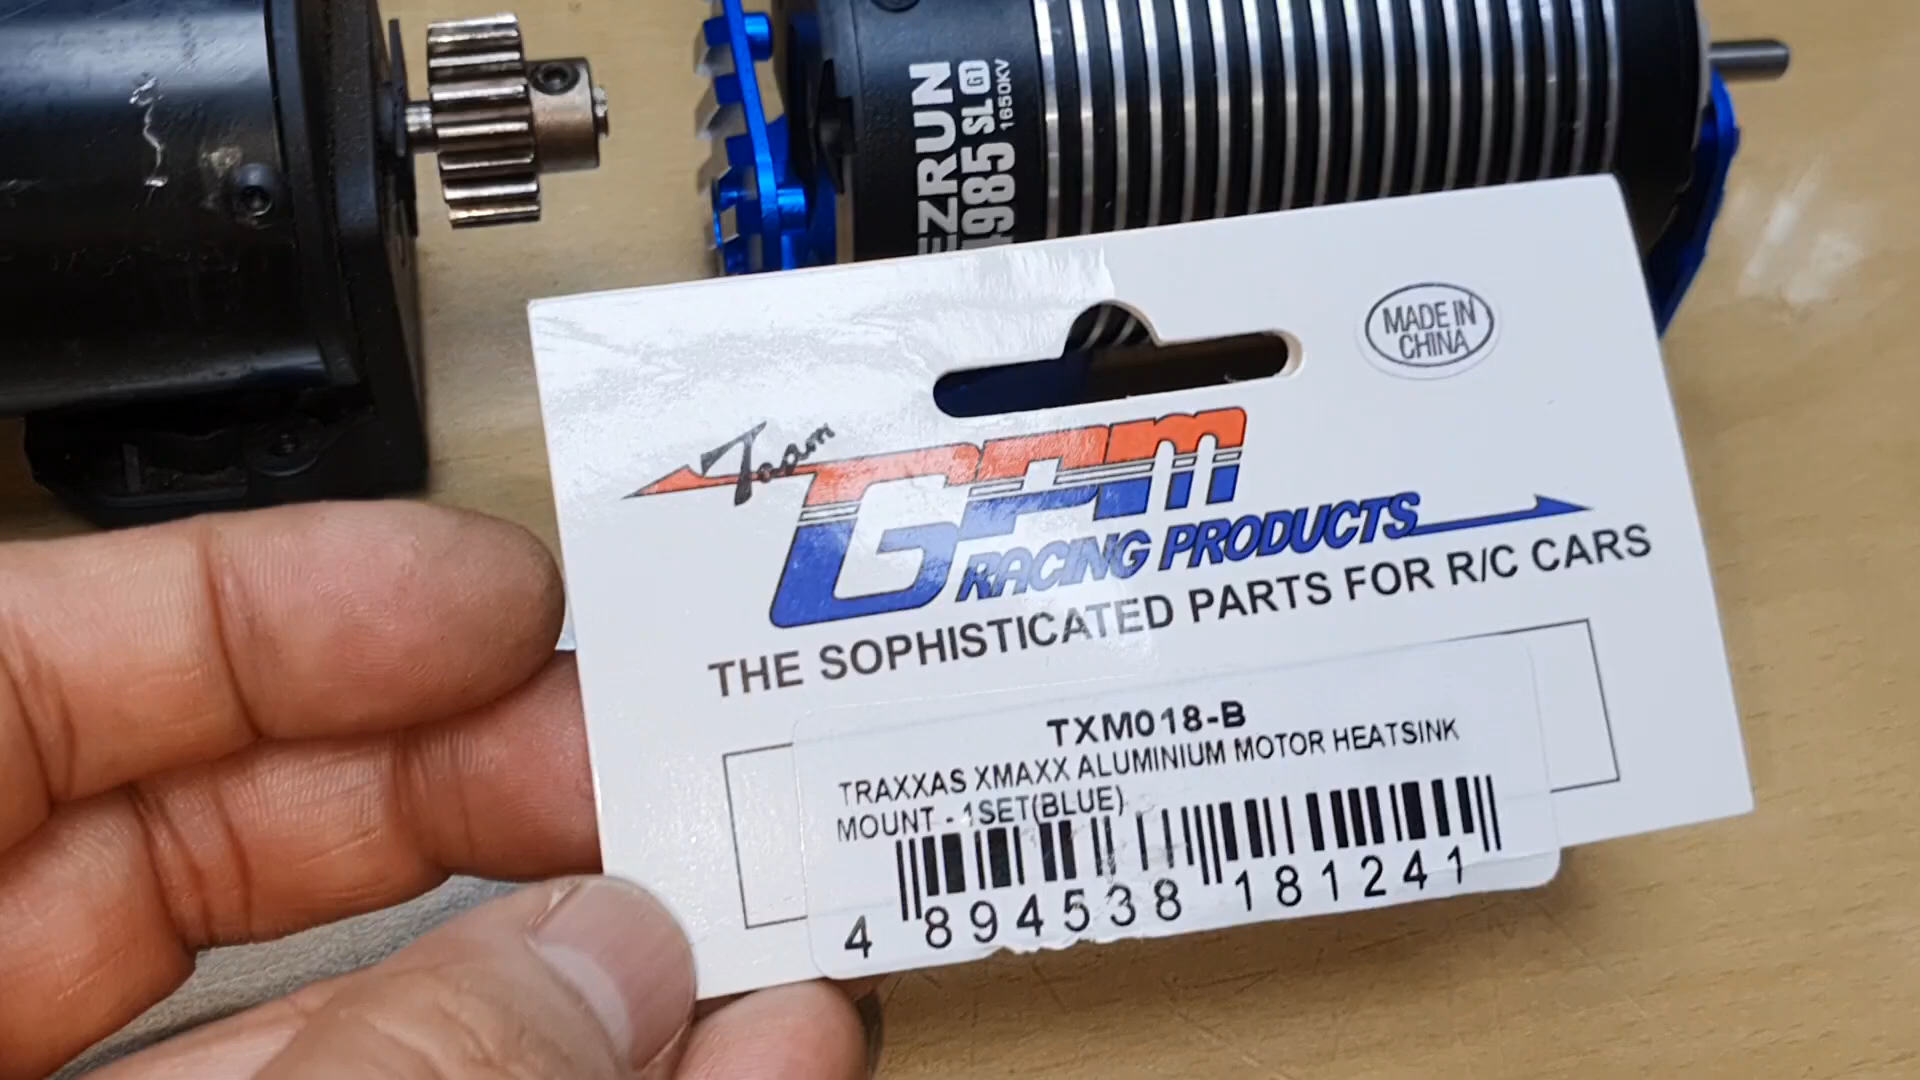 EZRUN
4985 SL G1
1650KV
MADE IN
CHINA
Team
GPM
RACING PRODUCTS
THE SOPHISTICATED PARTS FOR R/C CARS
TXM018-B
TRAXXAS XMAXX ALUMINIUM MOTOR HEATSINK
MOUNT - 1SET(BLUE)
4 894538 181241